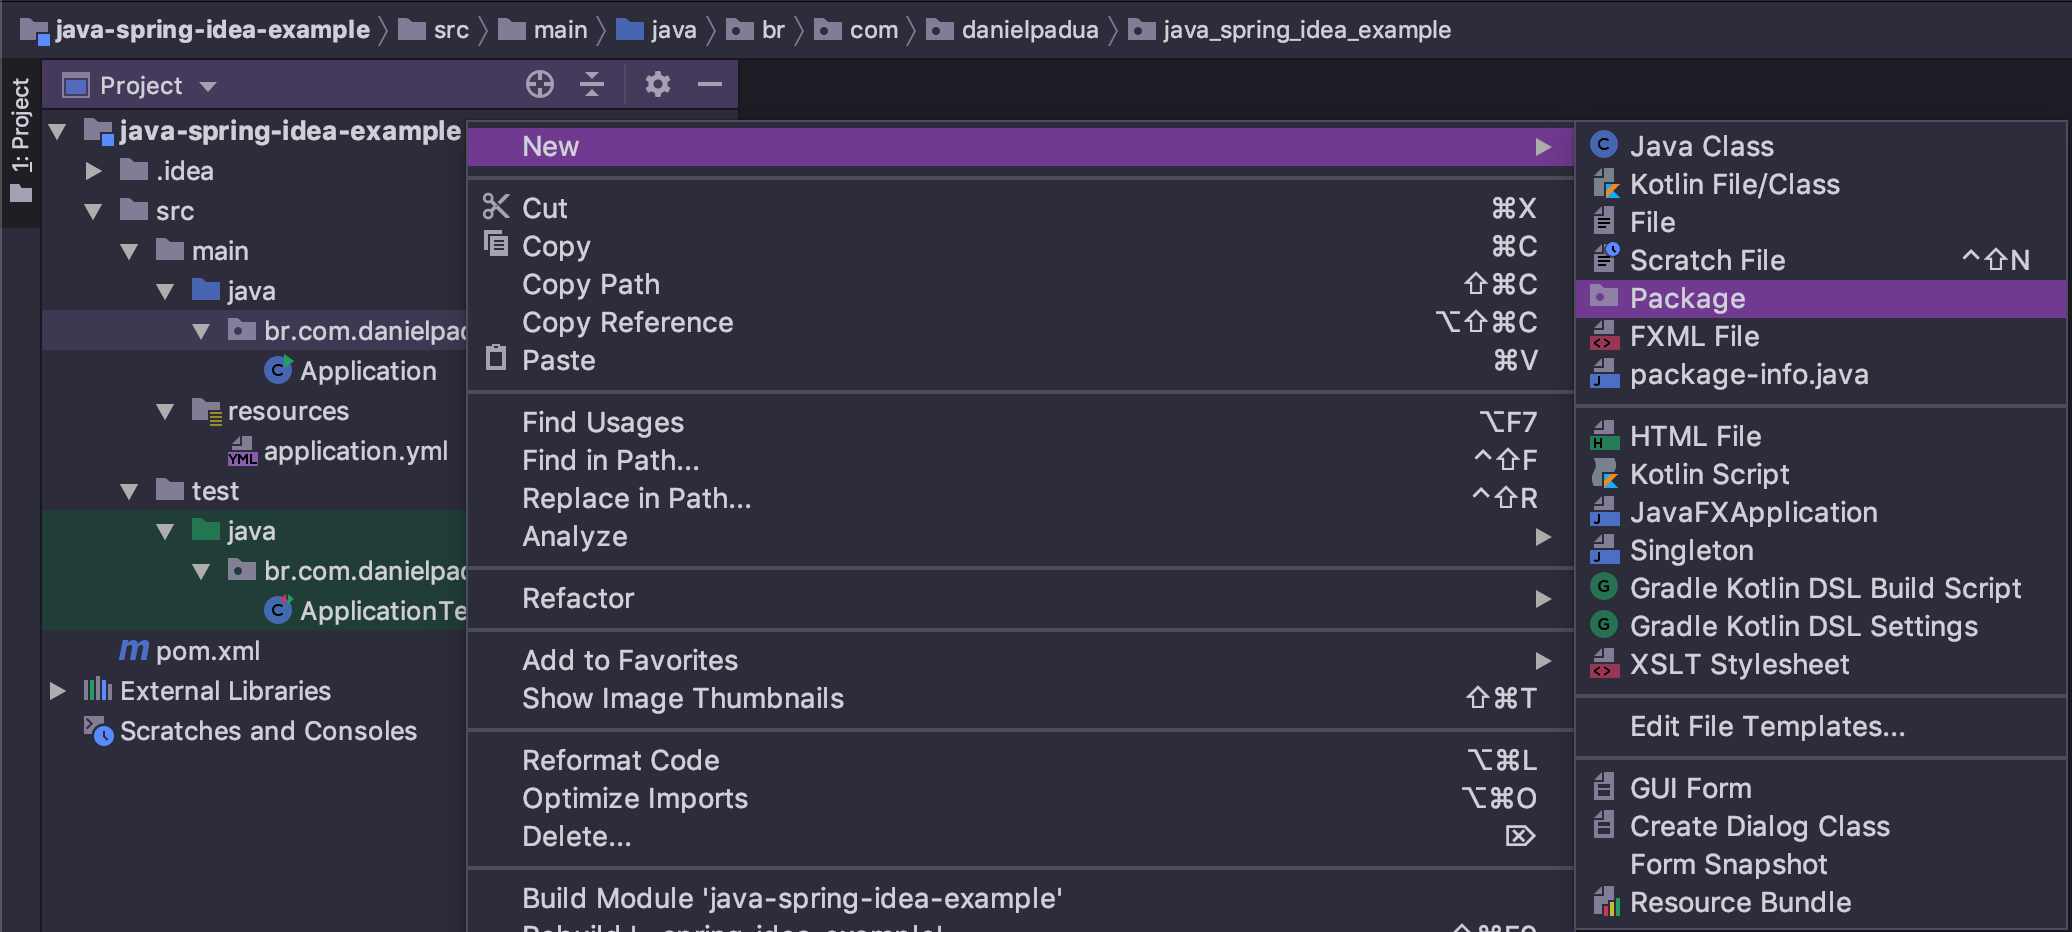 java-spring-idea-example src main java br com danielpadua java_spring_idea_example
1: Project
Project
java-spring-idea-example
.idea
src
main
java
br.com.danielpad
Application
resources
YML application.yml
test
java
br.com.danielpad
C ApplicationTe
m pom.xml
External Libraries
Scratches and Consoles
New
Cut ⌘X
Copy ⌘C
Copy Path ⇧⌘C
Copy Reference ⌥⇧⌘C
Paste ⌘V
Find Usages ⌥F7
Find in Path... ^⇧F
Replace in Path... ^⇧R
Analyze
Refactor
Add to Favorites
Show Image Thumbnails ⇧⌘T
Reformat Code ⌥⌘L
Optimize Imports ⌥⌘O
Delete... ⌦
Build Module 'java-spring-idea-example'
C Java Class
Kotlin File/Class
File
Scratch File ^⇧N
Package
FXML File
J package-info.java
H HTML File
Kotlin Script
J JavaFXApplication
J Singleton
G Gradle Kotlin DSL Build Script
G Gradle Kotlin DSL Settings
XSLT Stylesheet
Edit File Templates...
GUI Form
Create Dialog Class
Form Snapshot
Resource Bundle